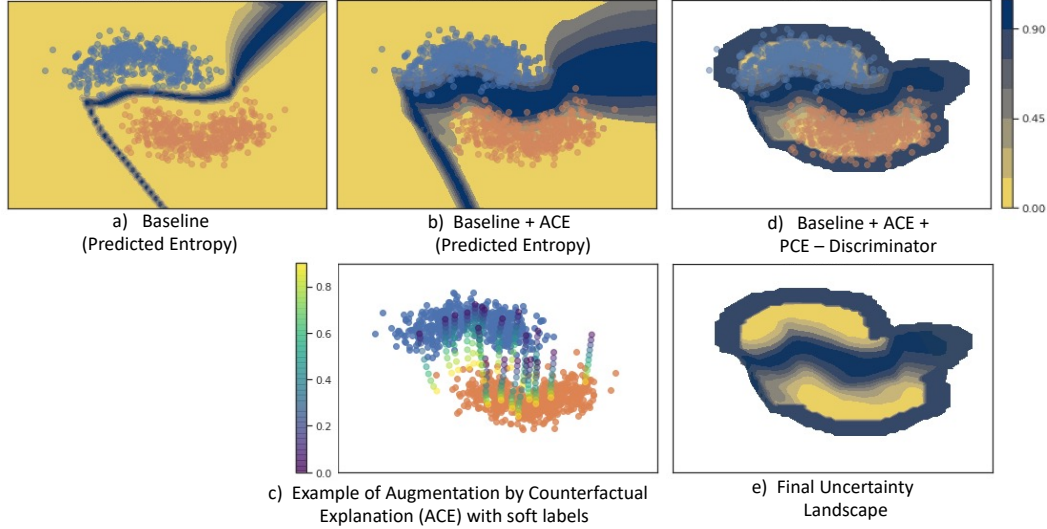 0.90
0.45
0.00
a) Baseline
(Predicted Entropy)
b) Baseline + ACE
(Predicted Entropy)
d) Baseline + ACE +
PCE – Discriminator
0.8
0.6
0.4
0.2
0.0
c) Example of Augmentation by Counterfactual
Explanation (ACE) with soft labels
e) Final Uncertainty
Landscape